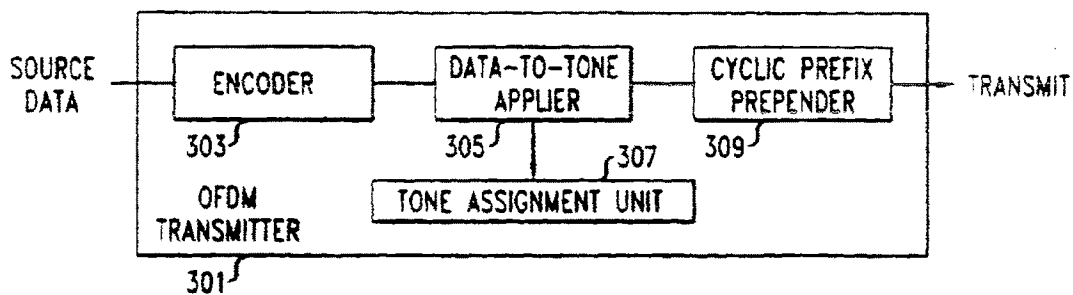 SOURCE
DATA
ENCODER
303
DATA-TO-TONE
APPLIER
305
CYCLIC PREFIX
PREPENDER
309
TRANSMIT
307
TONE ASSIGNMENT UNIT
OFDM
TRANSMITTER
301